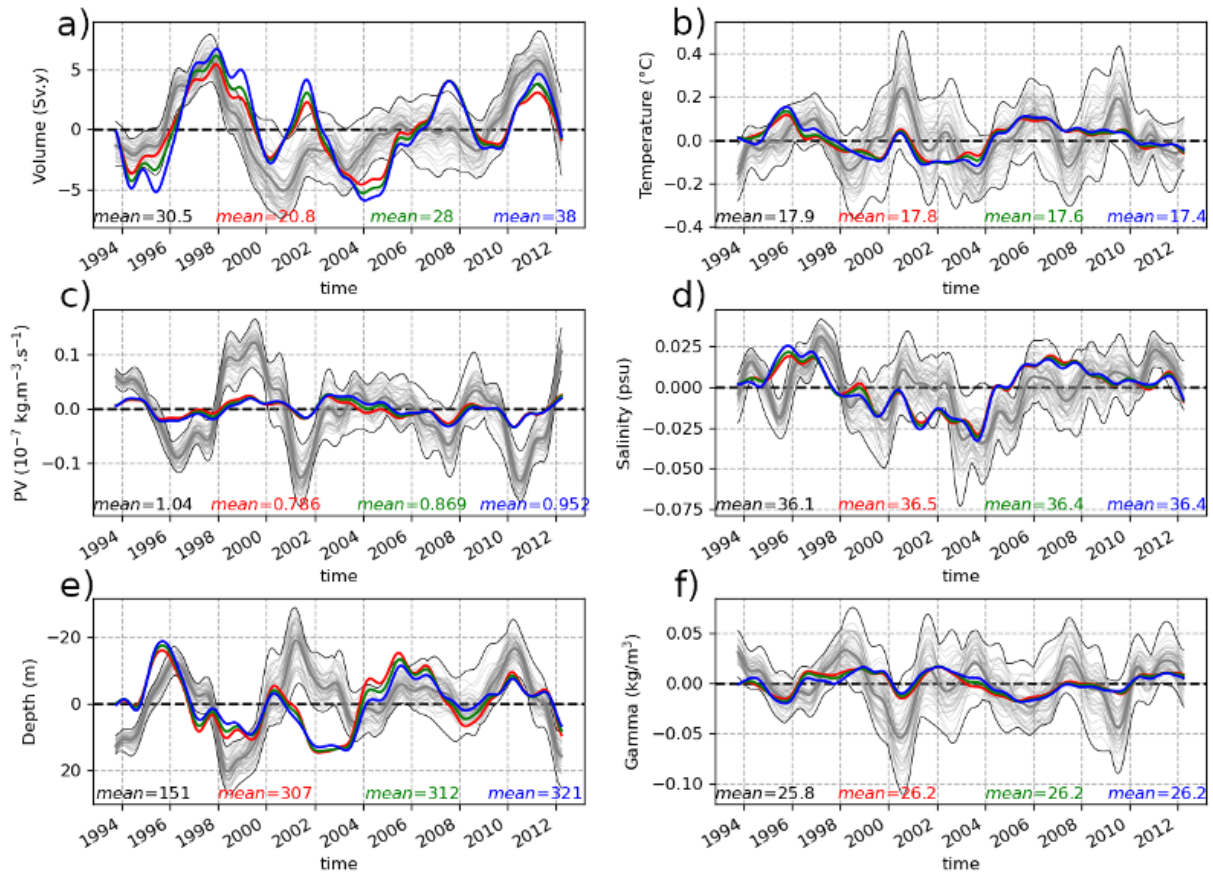 a)
Volume (Sv.y)
5
0
−5
mean=30.5 mean=20.8 mean=28 mean=38
1994 1996 1998 2000 2002 2004 2006 2008 2010 2012
time
b)
Temperature (°C)
0.4
0.2
0.0
−0.2
−0.4
mean=17.9 mean=17.8 mean=17.6 mean=17.4
1994 1996 1998 2000 2002 2004 2006 2008 2010 2012
time
c)
PV (10⁻⁷ kg.m⁻³.s⁻¹)
0.1
0.0
−0.1
mean=1.04 mean=0.786 mean=0.869 mean=0.952
1994 1996 1998 2000 2002 2004 2006 2008 2010 2012
time
d)
Salinity (psu)
0.025
0.000
−0.025
−0.050
−0.075
mean=36.1 mean=36.5 mean=36.4 mean=36.4
1994 1996 1998 2000 2002 2004 2006 2008 2010 2012
time
e)
Depth (m)
−20
0
20
mean=151 mean=307 mean=312 mean=321
1994 1996 1998 2000 2002 2004 2006 2008 2010 2012
time
f)
Gamma (kg/m³)
0.05
0.00
−0.05
−0.10
mean=25.8 mean=26.2 mean=26.2 mean=26.2
1994 1996 1998 2000 2002 2004 2006 2008 2010 2012
time